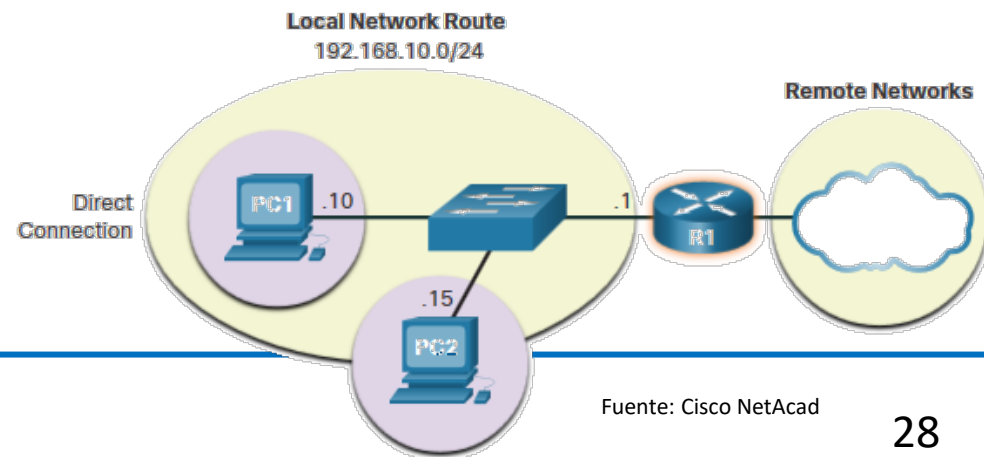 Local Network Route
192.168.10.0/24
Remote Networks
Direct
Connection
PC1
.10
.1
R1
.15
PC2
Fuente: Cisco NetAcad
28